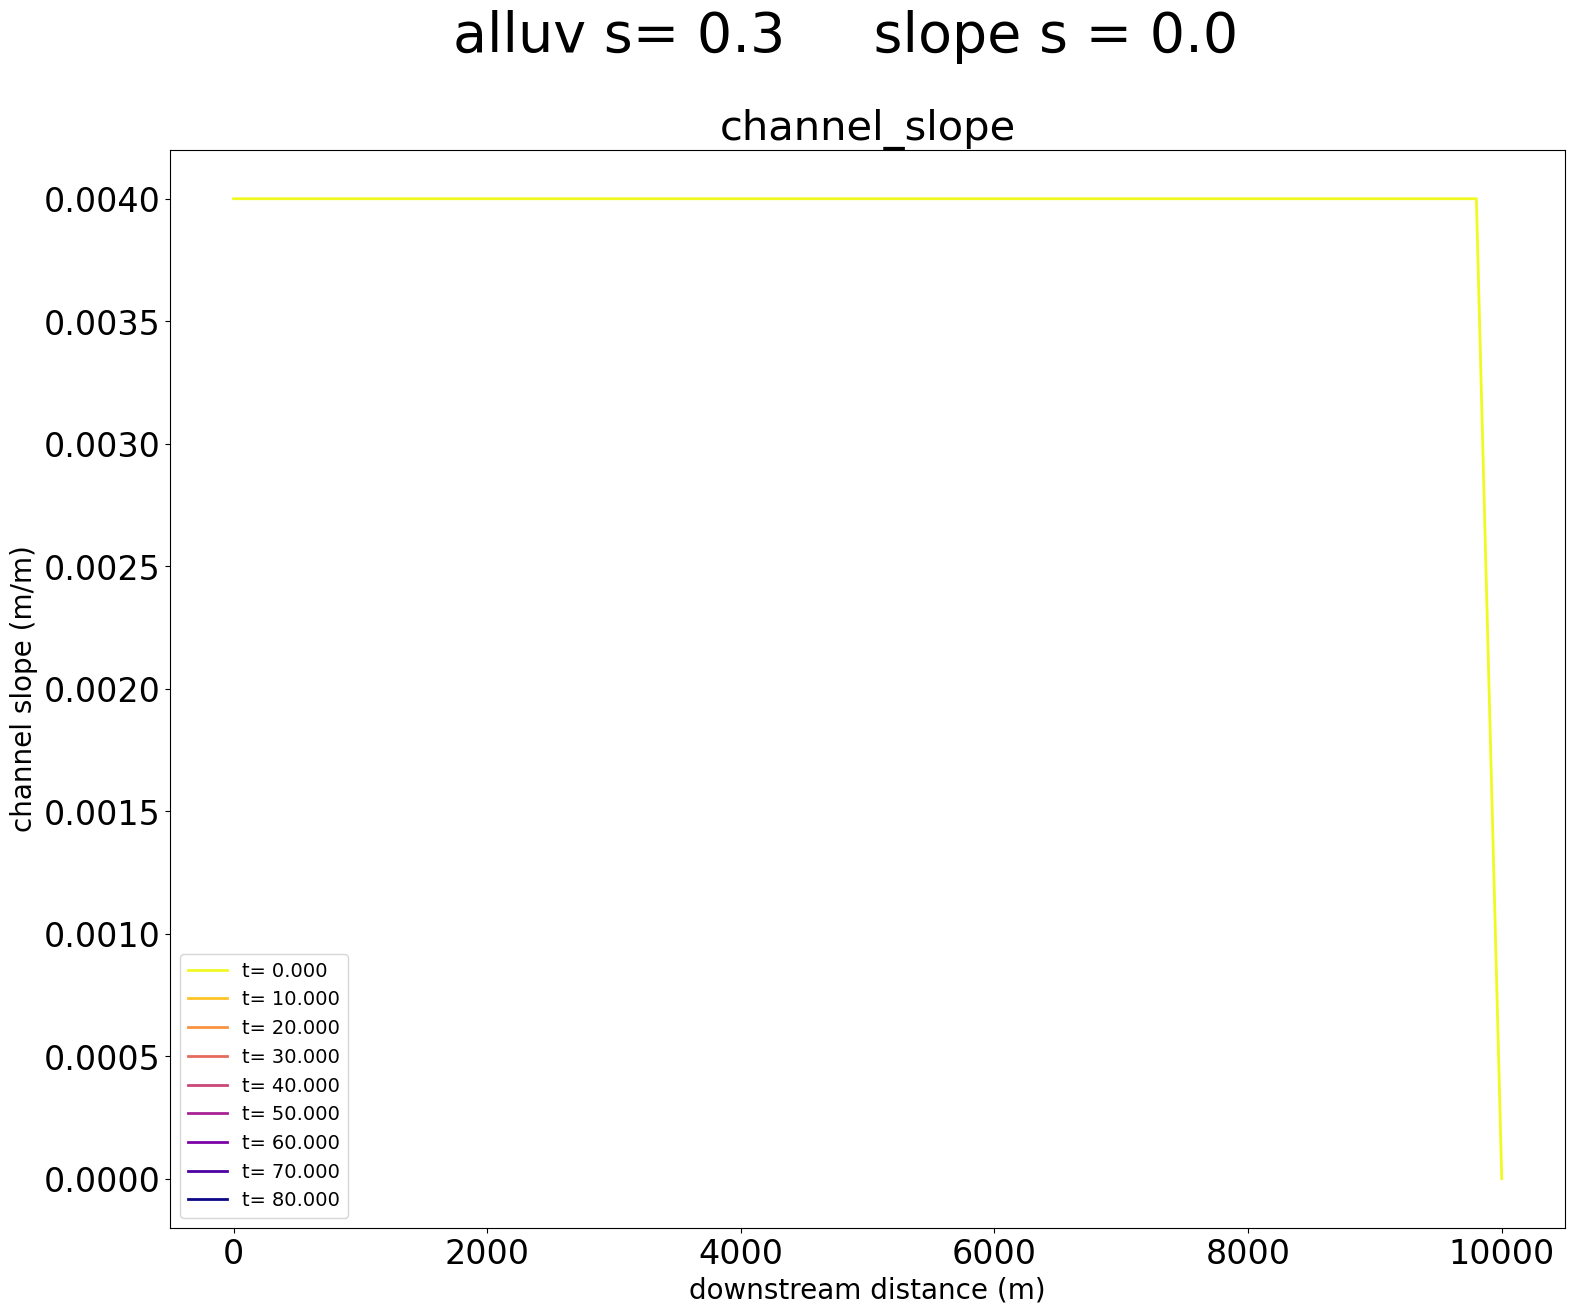 alluv s= 0.3     slope s = 0.0
channel_slope
channel slope (m/m)
0.0040
0.0035
0.0030
0.0025
0.0020
0.0015
0.0010
0.0005
0.0000
t= 0.000
t= 10.000
t= 20.000
t= 30.000
t= 40.000
t= 50.000
t= 60.000
t= 70.000
t= 80.000
0 2000 4000 6000 8000 10000
downstream distance (m)